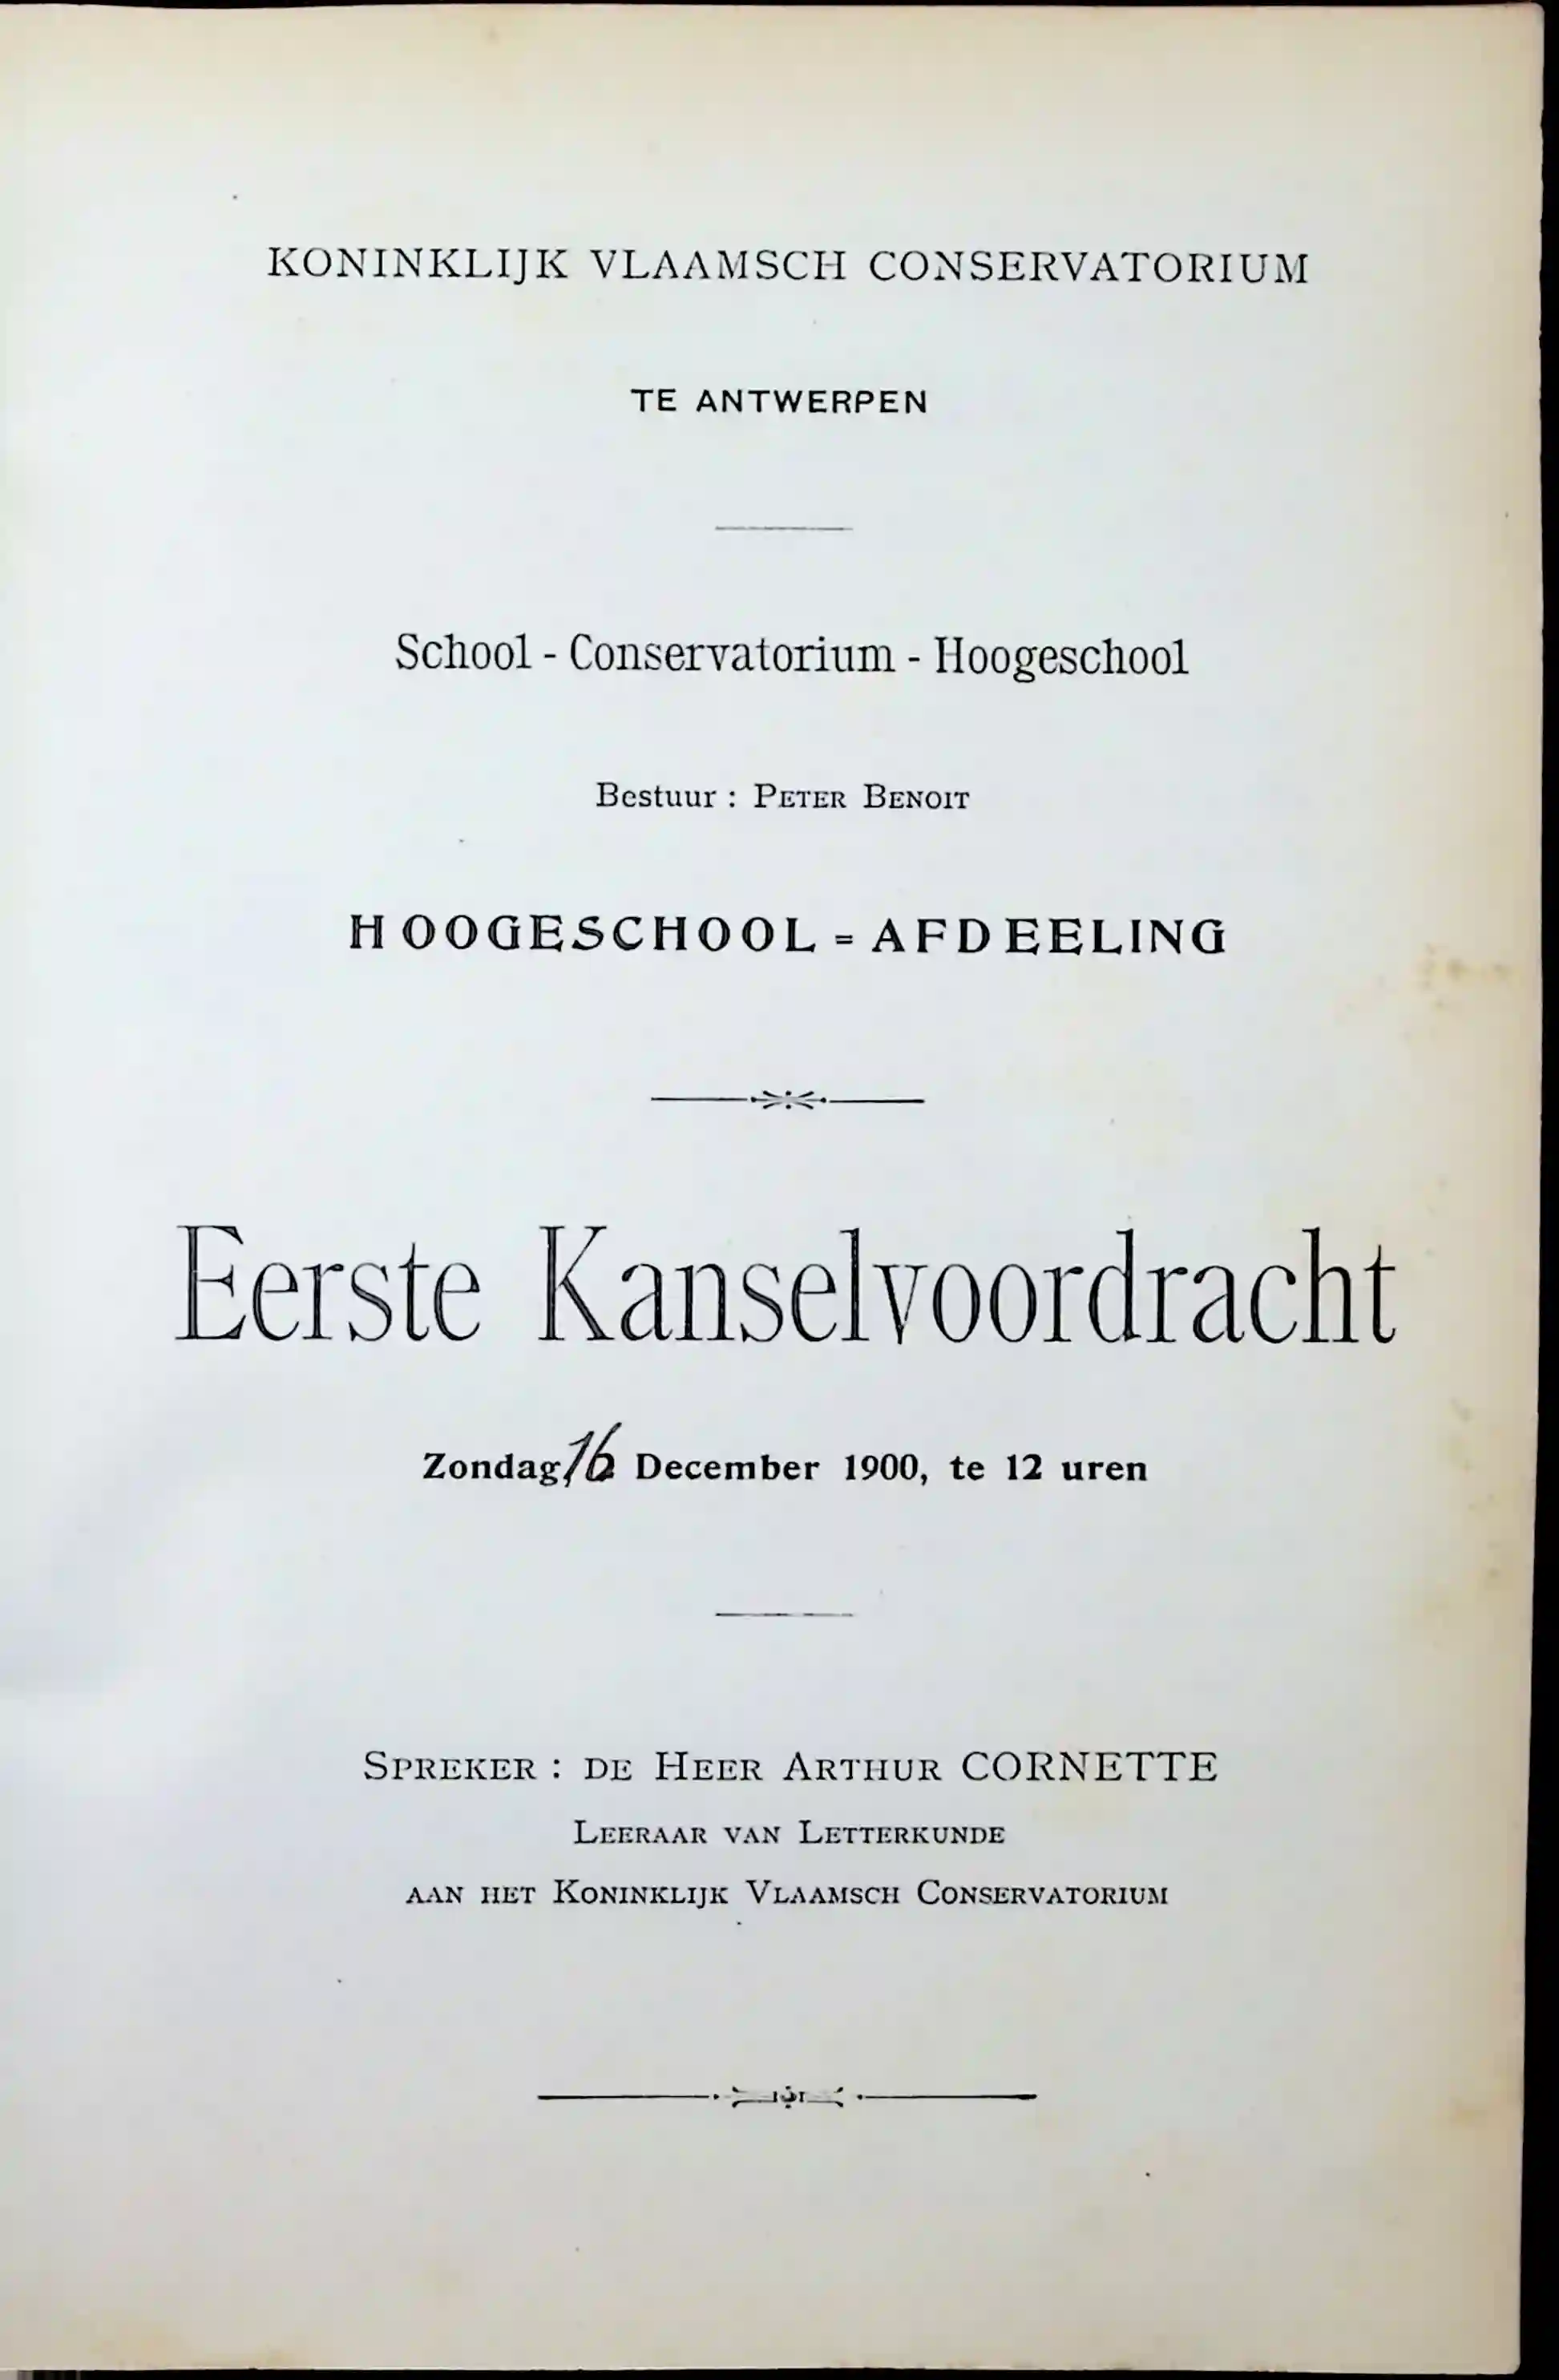 KONINKLIJK VLAAMSCH CONSERVATORIUM
TE ANTWERPEN
School - Conservatorium - Hoogeschool
Bestuur : PETER BENOIT
HOOGESCHOOL = AFDEELING
Eerste Kanselvoordracht
Zondag 16 December 1900, te 12 uren
SPREKER : DE HEER ARTHUR CORNETTE
LEERAAR VAN LETTERKUNDE
AAN HET KONINKLIJK VLAAMSCH CONSERVATORIUM